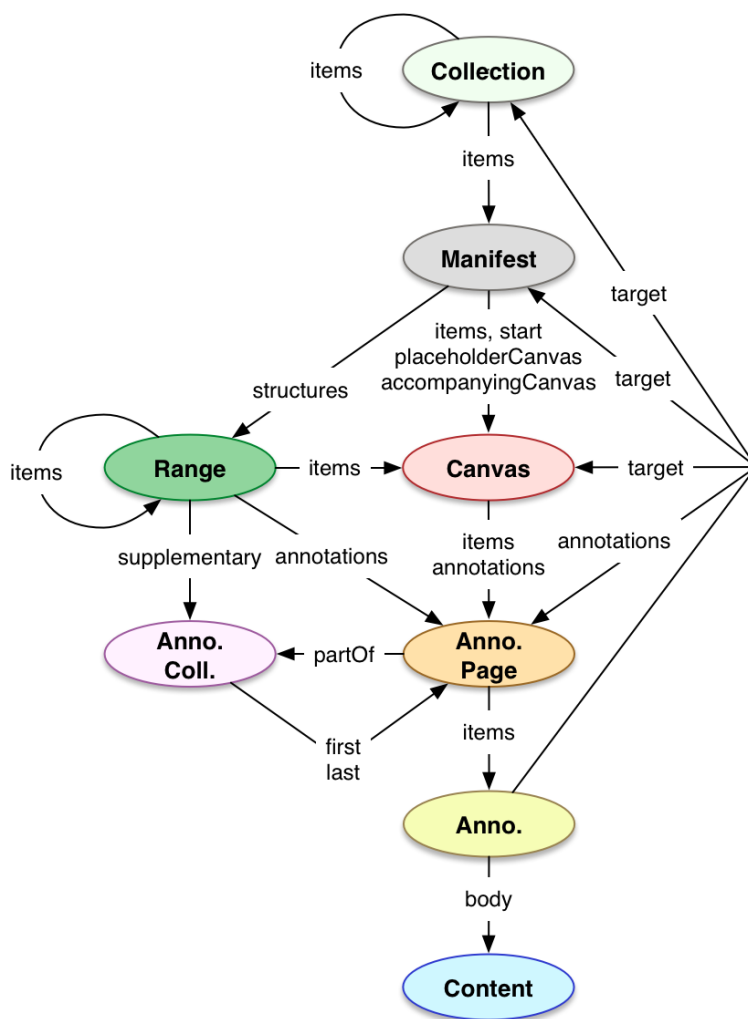 Collection
items
items
Manifest
target
items, start
placeholderCanvas
accompanyingCanvas
target
structures
items
Range
items
Canvas
target
supplementary
annotations
items
annotations
annotations
Anno.
Coll.
partOf
Anno.
Page
first
last
items
Anno.
body
Content